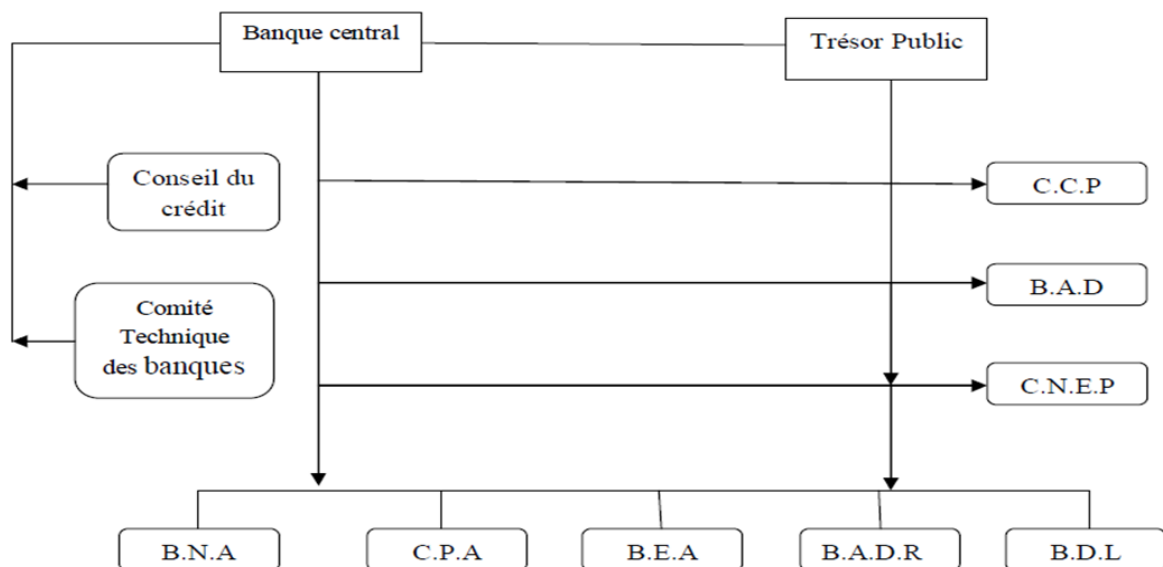 Banque central
Trésor Public
Conseil du
crédit
C.C.P
B.A.D
Comité
Technique
des banques
C.N.E.P
B.N.A
C.P.A
B.E.A
B.A.D.R
B.D.L